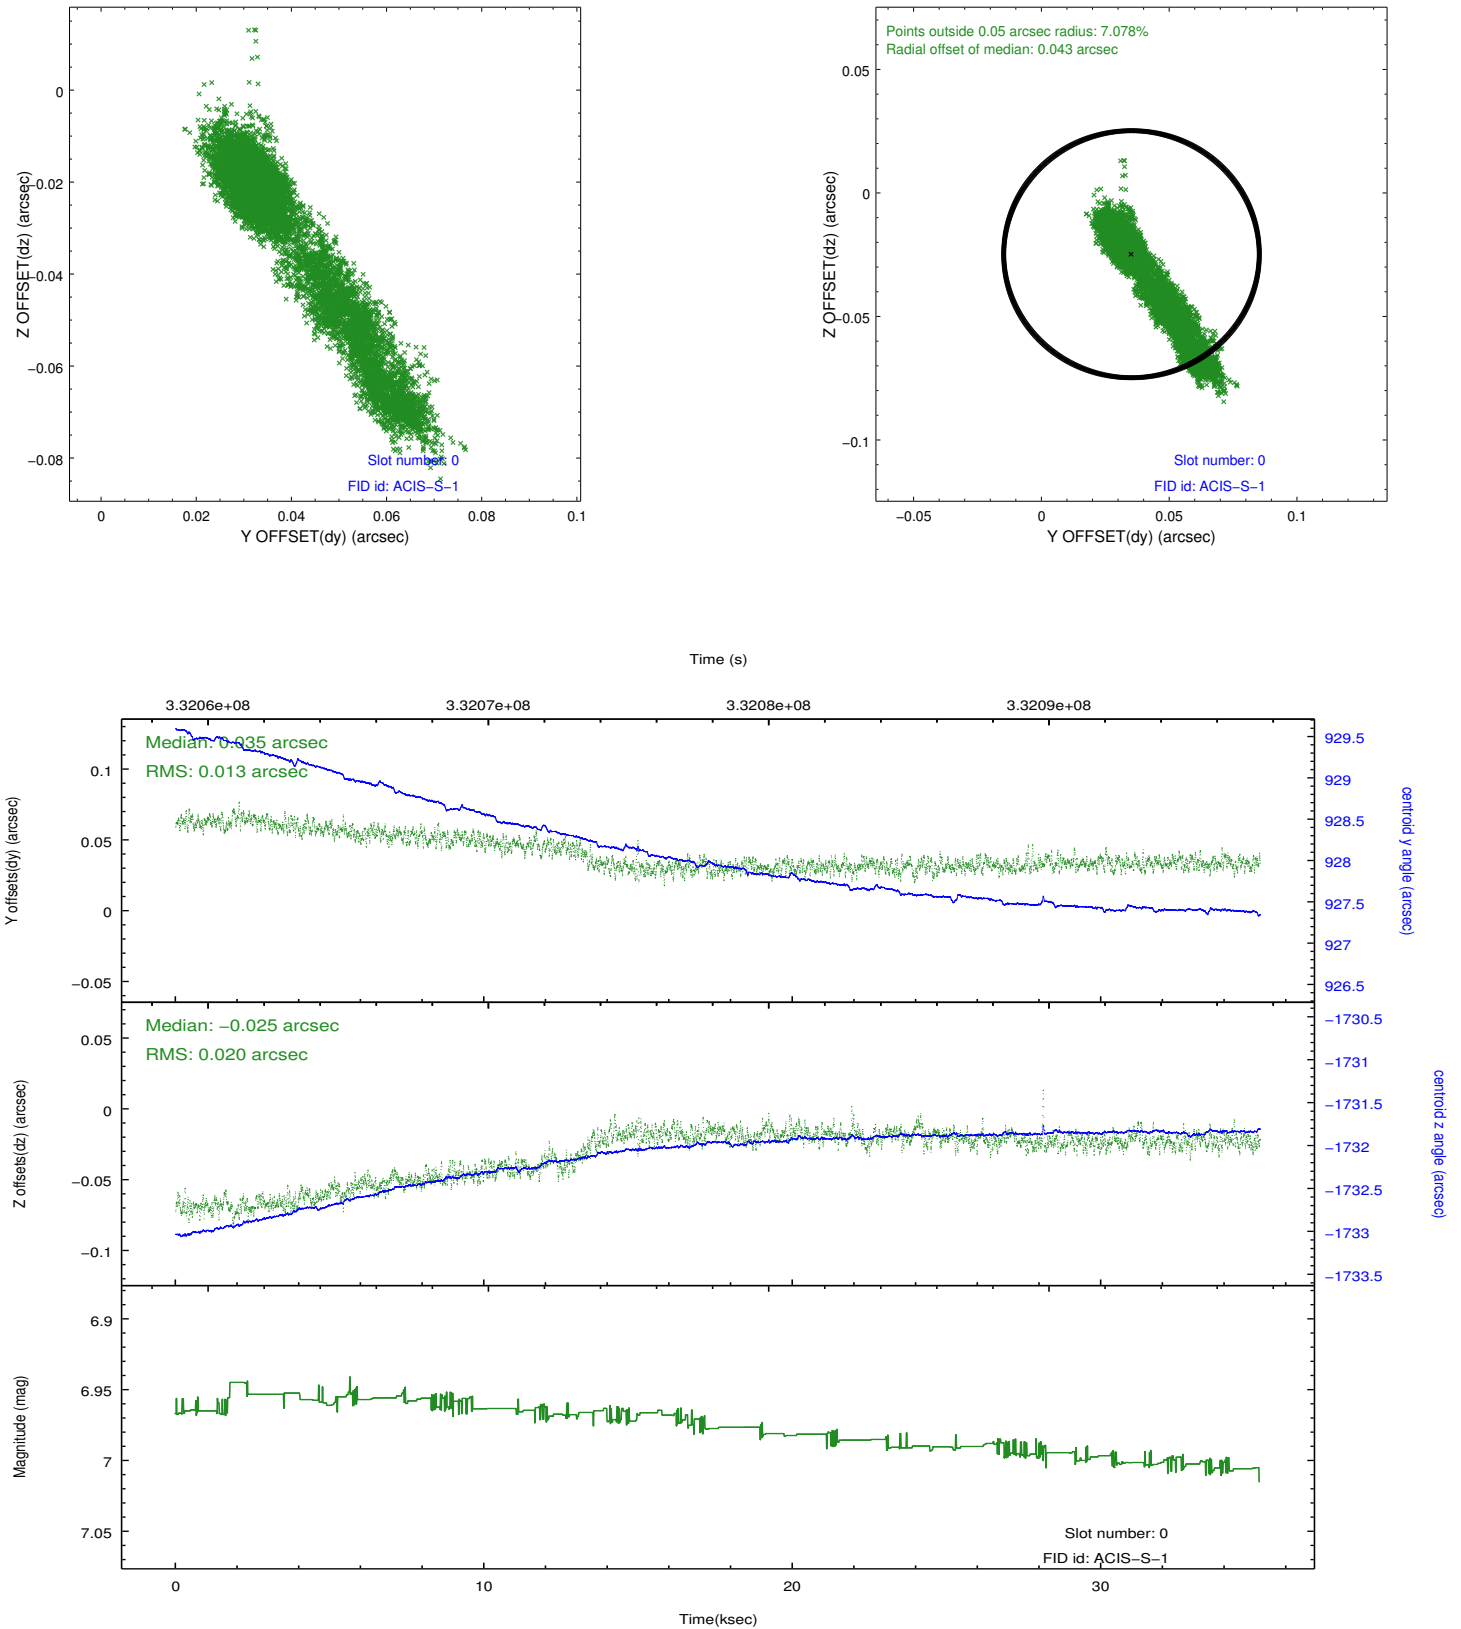 0
−0.02
−0.04
−0.06
−0.08
Z OFFSET(dz) (arcsec)
Slot number: 0
FID id: ACIS−S−1
0 0.02 0.04 0.06 0.08 0.1
Y OFFSET(dy) (arcsec)
Points outside 0.05 arcsec radius: 7.078%
Radial offset of median: 0.043 arcsec
0.05
0
−0.05
−0.1
Z OFFSET(dz) (arcsec)
Slot number: 0
FID id: ACIS−S−1
−0.05 0 0.05 0.1
Y OFFSET(dy) (arcsec)
Time (s)
3.3206e+08 3.3207e+08 3.3208e+08 3.3209e+08
Median: 0.035 arcsec
RMS: 0.013 arcsec
0.1
0.05
0
−0.05
Y offsets(dy) (arcsec)
929.5
929
928.5
928
927.5
927
926.5
centroid y angle (arcsec)
Median: −0.025 arcsec
RMS: 0.020 arcsec
0.05
0
−0.05
−0.1
Z offsets(dz) (arcsec)
−1730.5
−1731
−1731.5
−1732
−1732.5
−1733
−1733.5
centroid z angle (arcsec)
6.9
6.95
7
7.05
Magnitude (mag)
Slot number: 0
FID id: ACIS−S−1
0 10 20 30
Time(ksec)